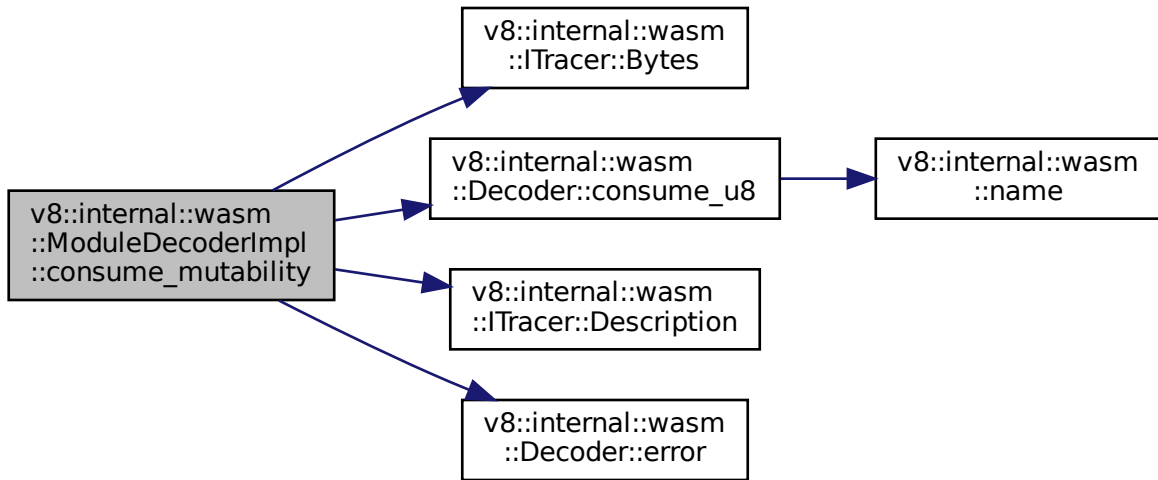 v8::internal::wasm
::ITracer::Bytes
v8::internal::wasm
::Decoder::consume_u8
v8::internal::wasm
::name
v8::internal::wasm
::ModuleDecoderImpl
::consume_mutability
v8::internal::wasm
::ITracer::Description
v8::internal::wasm
::Decoder::error